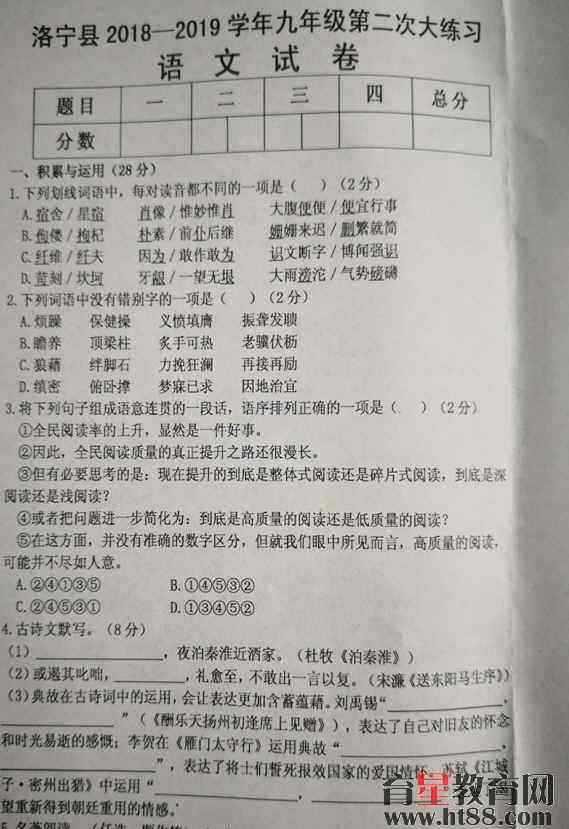 洛宁县2018—2019学年九年级第二次大练习
语文试卷
题目 一 二 三 四 总分
分数
一、积累与运用(28分)
1.下列划线词语中，每对读音都不同的一项是（ ）(2分)
A.宿舍/星宿 肖像/惟妙惟肖 大腹便便/便宜行事
B.佝偻/枸杞 朴素/前仆后继 姗姗来迟/删繁就简
C.纤维/纤夫 因为/敢作敢为 识文断字/博闻强识
D.苛刻/坎坷 牙龈/一望无垠 大雨滂沱/气势磅礴
2.下列词语中没有错别字的一项是（ ）(2分)
A.烦躁 保健操 义愤填膺 振聋发聩
B.瞻养 顶梁柱 炙手可热 老骥伏枥
C.狼藉 绊脚石 力挽狂澜 再接再励
D.缜密 俯卧撑 梦寐已求 因地治宜
3.将下列句子组成语意连贯的一段话，语序排列正确的一项是（ ）(2分)
①全民阅读率的上升，显然是一件好事。
②因此，全民阅读质量的真正提升之路还很漫长。
③但有必要思考的是：现在提升的到底是整体式阅读还是碎片式阅读，到底是深
阅读还是浅阅读？
④或者把问题进一步简化为：到底是高质量的阅读还是低质量的阅读？
⑤在这方面，并没有准确的数字区分，但就我们眼中所见而言，高质量的阅读，
可能并不尽如人意。
A.②④①③⑤ B.①④⑤③②
C.②④⑤③① D.①③④⑤②
4.古诗文默写。(8分)
(1)＿＿＿＿＿＿，夜泊秦淮近酒家。（杜牧《泊秦淮》）
(2)或遇其叱咄，＿＿＿＿＿＿，礼愈至，不敢出一言以复。（宋濂《送东阳马生序》）
(3)典故在古诗词中的运用，会让表达更加含蓄蕴藉。刘禹锡“＿＿＿＿＿＿，
＿＿＿＿＿＿”（《酬乐天扬州初逢席上见赠》），表达了自己对旧友的怀念
和时光易逝的感慨；李贺在《雁门太守行》运用典故“＿＿＿＿＿＿，
＿＿＿＿＿＿”，表达了将士们誓死报效国家的爱国情怀。苏轼《江城
子·密州出猎》中运用“＿＿＿＿＿＿，
望重新得到朝廷重用的情感。
育星教育网
www.ht88.com